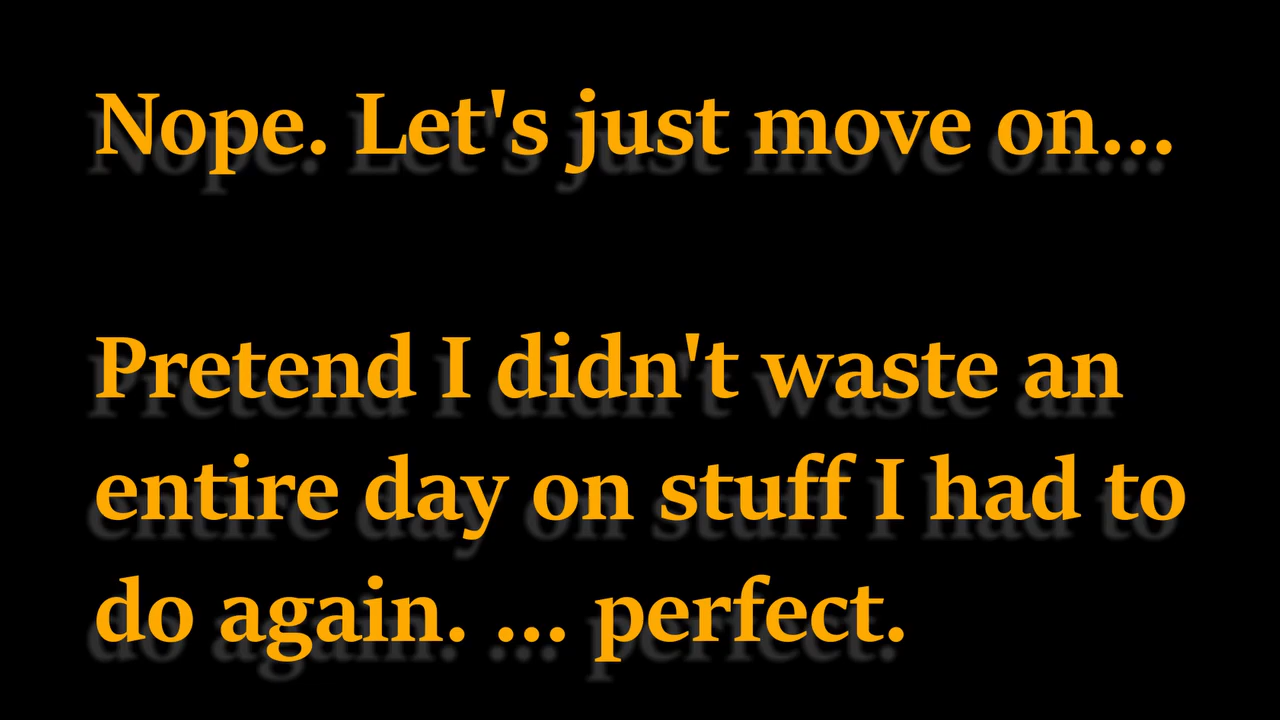 Nope. Let's just move on...
Pretend I didn't waste an
entire day on stuff I had to
do again. ... perfect.